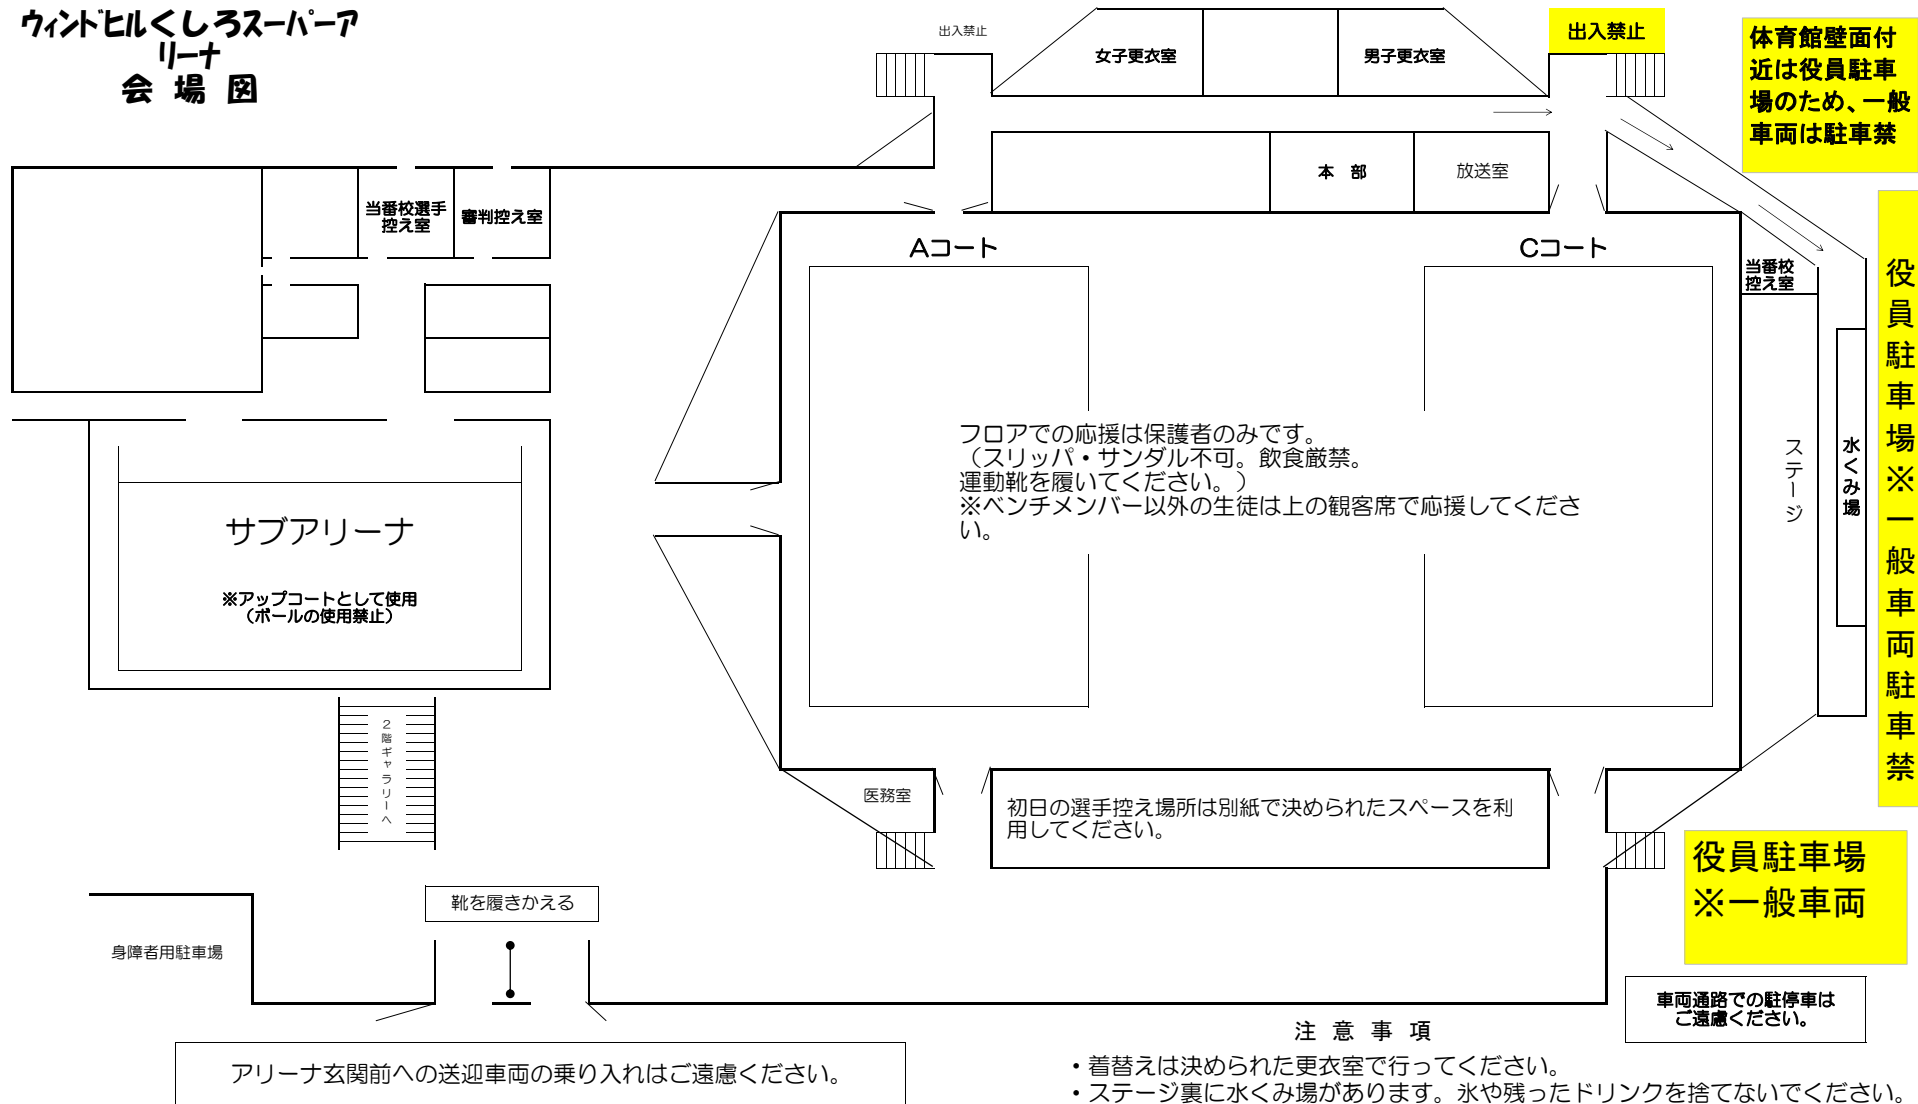 ウィンドヒルくしろスーパーア
リーナ
会 場 図
出入禁止
女子更衣室
男子更衣室
出入禁止
体育館壁面付
近は役員駐車
場のため、一般
車両は駐車禁
当番校選手
控え室
審判控え室
本 部
放送室
Aコート
Cコート
当番校
控え室
役員駐車場※一般車両駐車禁
フロアでの応援は保護者のみです。
（スリッパ・サンダル不可。飲食厳禁。
運動靴を履いてください。）
※ベンチメンバー以外の生徒は上の観客席で応援してくださ
い。
ステージ
水くみ場
サブアリーナ
※アップコートとして使用
（ボールの使用禁止）
２階ギャラリーへ
医務室
初日の選手控え場所は別紙で決められたスペースを利
用してください。
役員駐車場
※一般車両
靴を履きかえる
身障者用駐車場
車両通路での駐停車は
ご遠慮ください。
注 意 事 項
アリーナ玄関前への送迎車両の乗り入れはご遠慮ください。
・着替えは決められた更衣室で行ってください。
・ステージ裏に水くみ場があります。氷や残ったドリンクを捨てないでください。